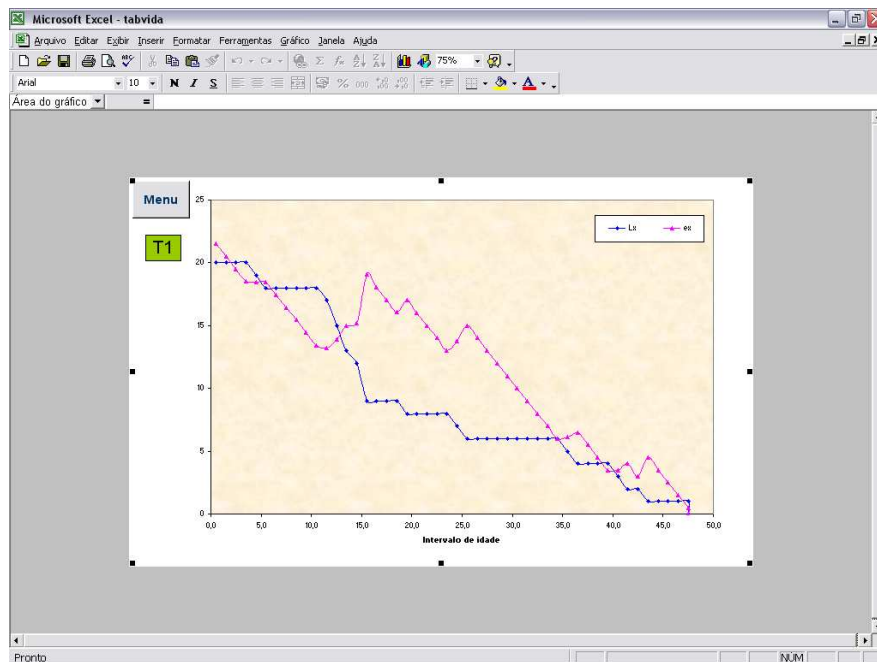 Microsoft Excel - tabvida
Arquivo Editar Exibir Inserir Formatar Ferramentas Gráfico Janela Ajuda
75%
Arial 10 N I S % 000
Área do gráfico =
Menu
T1
25
20
15
10
5
0
Lx ex
0,0 5,0 10,0 15,0 20,0 25,0 30,0 35,0 40,0 45,0 50,0
Intervalo de idade
Pronto NÚM